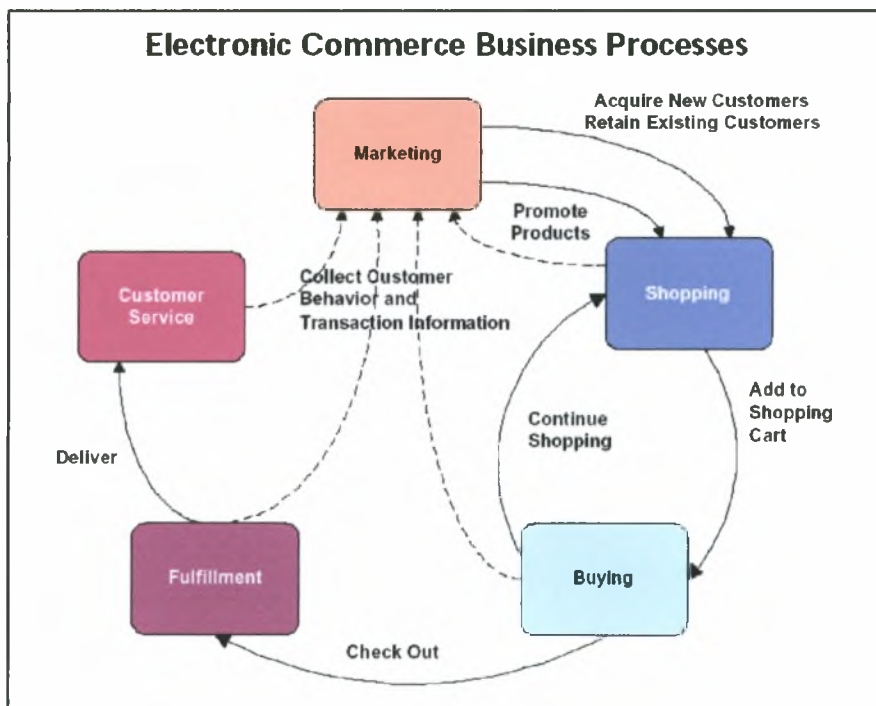 Electronic Commerce Business Processes
Acquire New Customers
Retain Existing Customers
Marketing
Promote
Products
Customer
Service
Collect Customer
Behavior and
Transaction Information
Shopping
Add to
Shopping
Cart
Continue
Shopping
Deliver
Fulfillment
Buying
Check Out